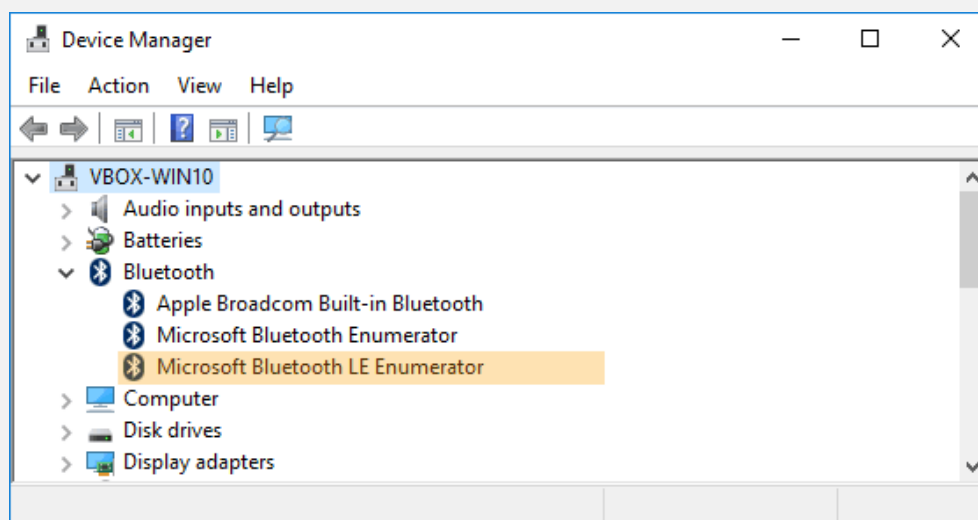 Device Manager
File Action View Help
VBOX-WIN10
Audio inputs and outputs
Batteries
Bluetooth
Apple Broadcom Built-in Bluetooth
Microsoft Bluetooth Enumerator
Microsoft Bluetooth LE Enumerator
Computer
Disk drives
Display adapters